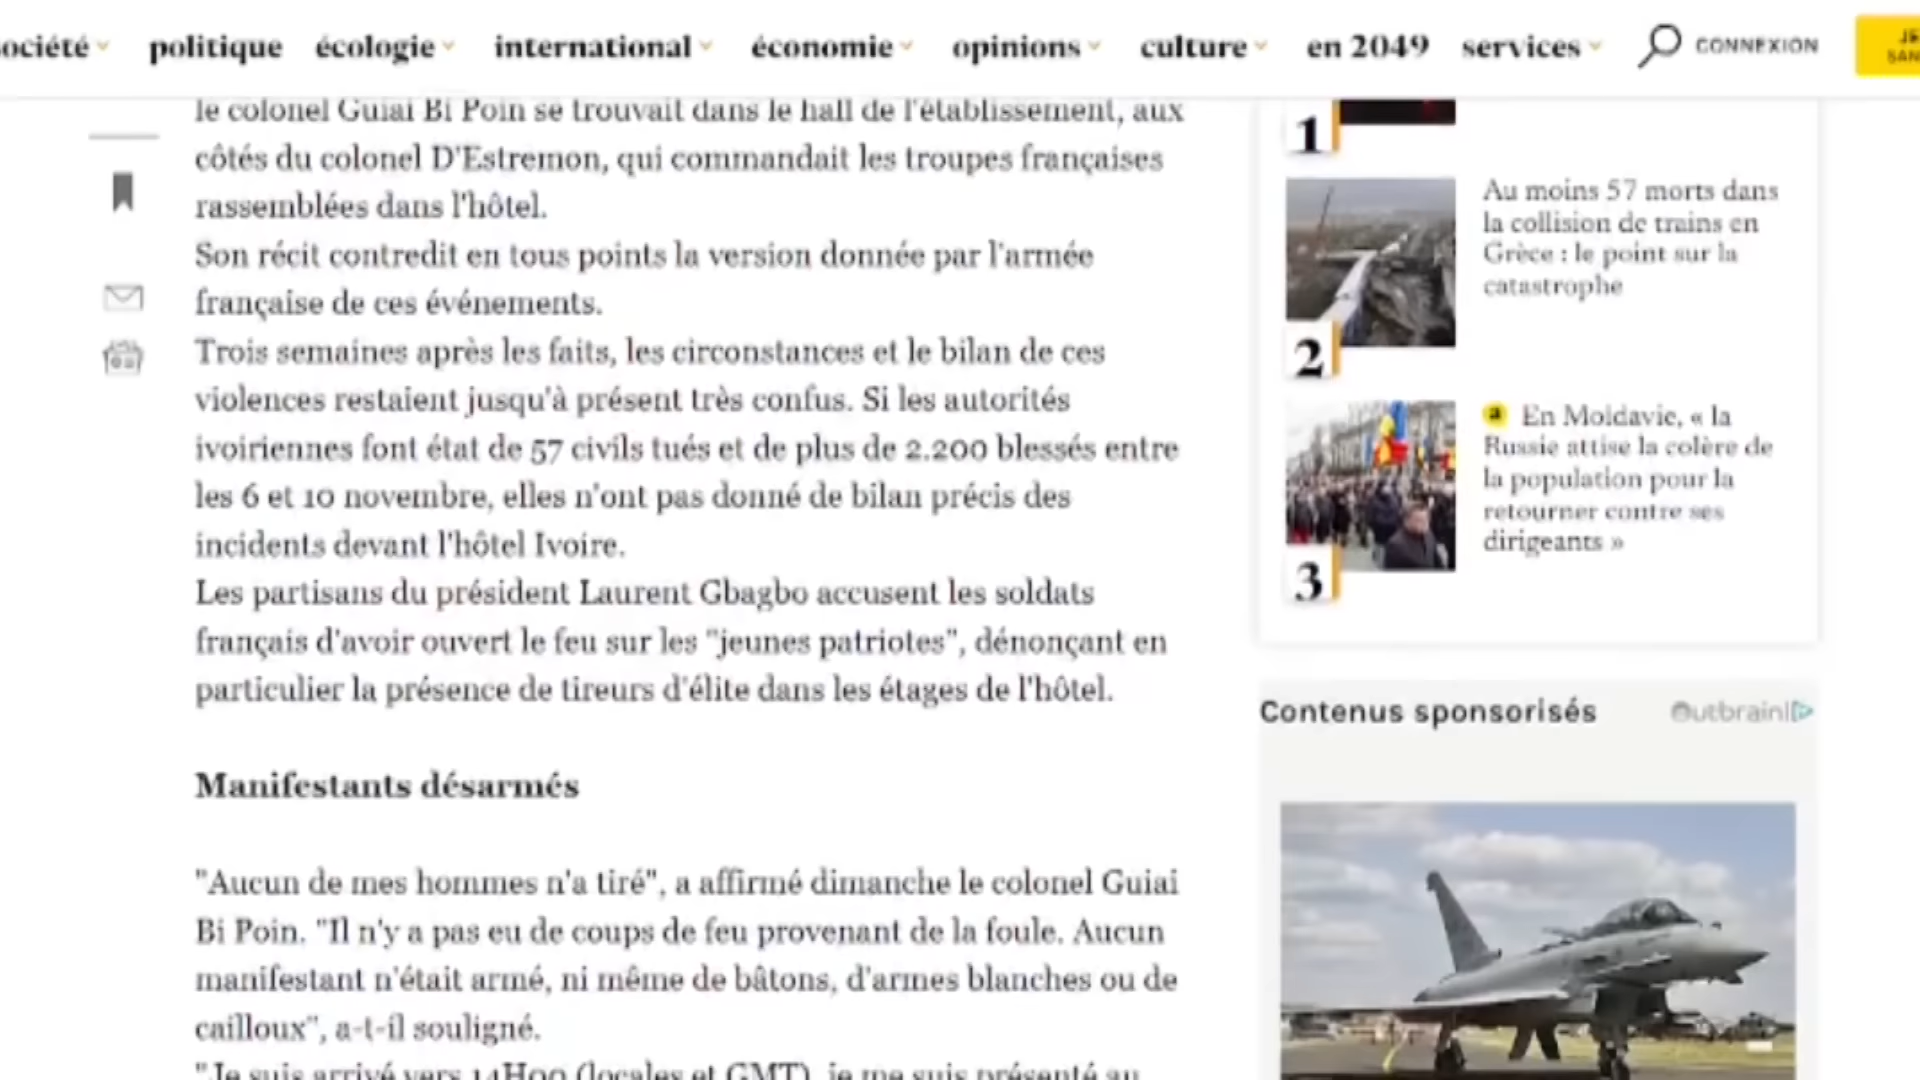 ociété
politique
écologie
international
économie
opinions
culture
en 2049
services
CONNEXION
le colonel Guiai Bi Poin se trouvait dans le hall de l'établissement, aux
côtés du colonel D'Estremon, qui commandait les troupes françaises
rassemblées dans l'hôtel.
Son récit contredit en tous points la version donnée par l'armée
française de ces événements.
Trois semaines après les faits, les circonstances et le bilan de ces
violences restaient jusqu'à présent très confus. Si les autorités
ivoiriennes font état de 57 civils tués et de plus de 2.200 blessés entre
les 6 et 10 novembre, elles n'ont pas donné de bilan précis des
incidents devant l'hôtel Ivoire.
Les partisans du président Laurent Gbagbo accusent les soldats
français d'avoir ouvert le feu sur les "jeunes patriotes", dénonçant en
particulier la présence de tireurs d'élite dans les étages de l'hôtel.
Manifestants désarmés
"Aucun de mes hommes n'a tiré", a affirmé dimanche le colonel Guiai
Bi Poin. "Il n'y a pas eu de coups de feu provenant de la foule. Aucun
manifestant n'était armé, ni même de bâtons, d'armes blanches ou de
cailloux", a-t-il souligné.
"Je suis arrivé vers 14H00 (locales et GMT), je me suis présenté au
1
Au moins 57 morts dans
la collision de trains en
Grèce : le point sur la
catastrophe
2
a En Moldavie, « la
Russie attise la colère de
la population pour la
retourner contre ses
dirigeants »
3
Contenus sponsorisés
Outbrain